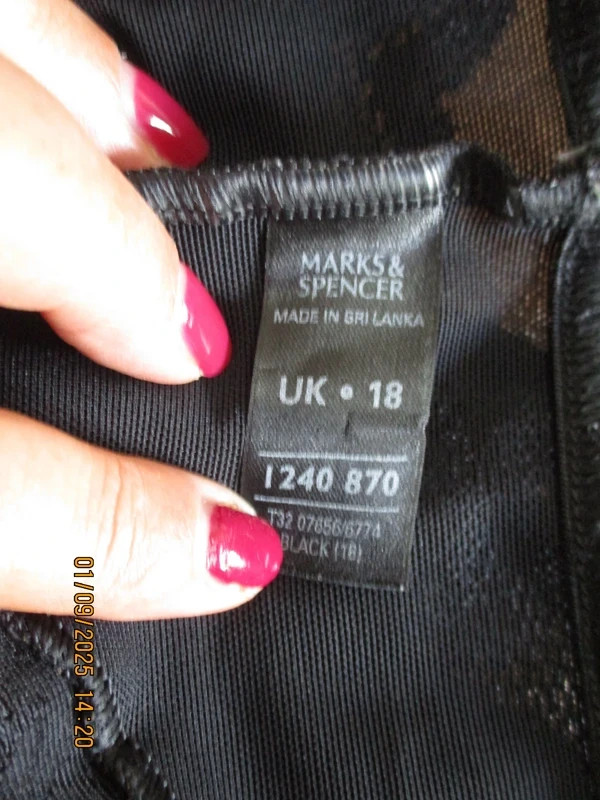 MARKS &
SPENCER
MADE IN SRI LANKA
UK • 18
1240 870
T32 07656/6774
BLACK (18)
01/09/2025 14:20